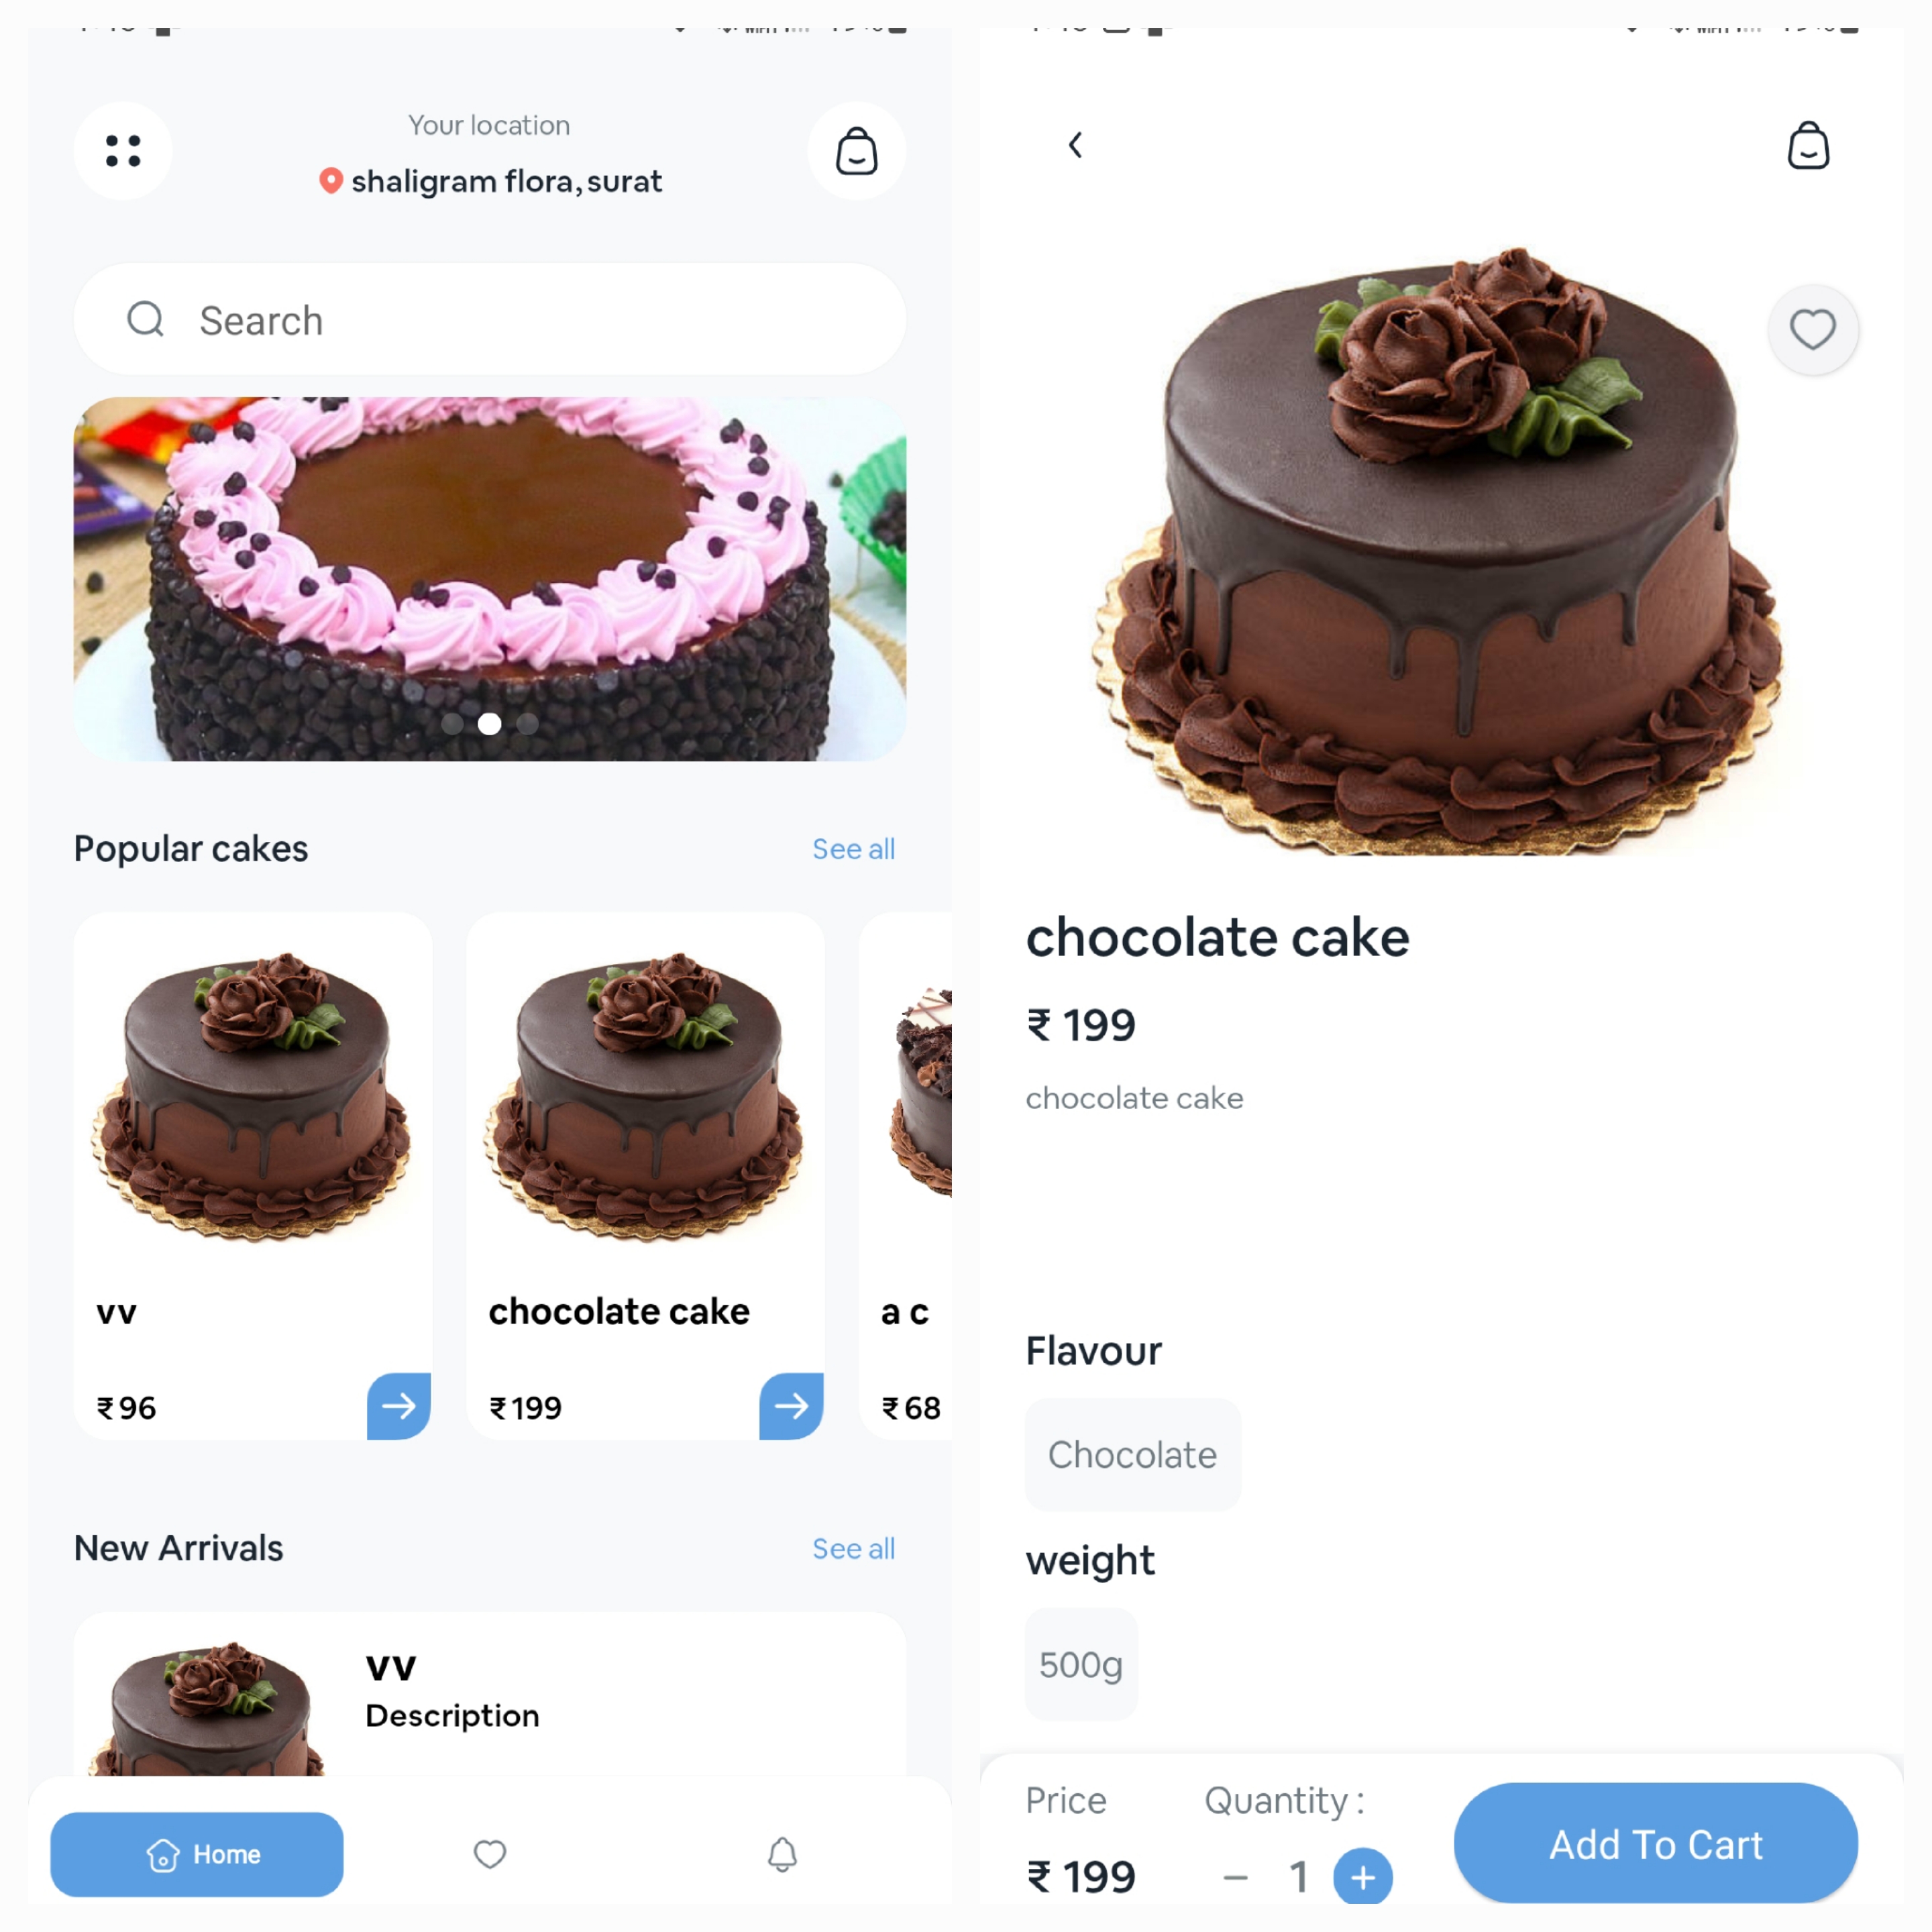 Your location
shaligram flora, surat
Search
Popular cakes
See all
vv
₹ 96
chocolate cake
₹ 199
a c
₹ 68
New Arrivals
See all
vv
Description
Home
chocolate cake
₹ 199
chocolate cake
Flavour
Chocolate
weight
500g
Price
Quantity :
₹ 199
− 1 +
Add To Cart